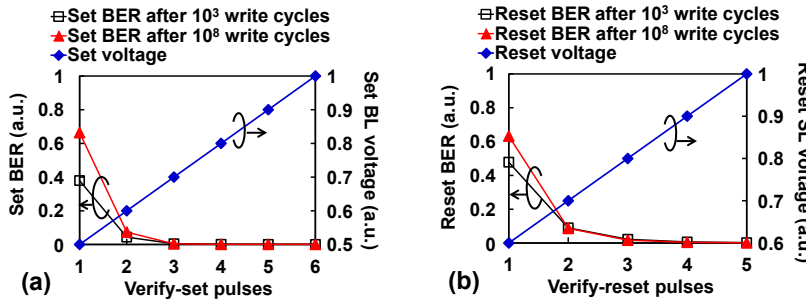 Set BER after 10³ write cycles
Set BER after 10⁸ write cycles
Set voltage
1
0.8
0.6
0.4
0.2
0
Set BER (a.u.)
1
0.9
0.8
0.7
0.6
0.5
Set BL voltage (a.u.)
1 2 3 4 5 6
Verify-set pulses
(a)
Reset BER after 10³ write cycles
Reset BER after 10⁸ write cycles
Reset voltage
1
0.8
0.6
0.4
0.2
0
Reset BER (a.u.)
1
0.9
0.8
0.7
0.6
Reset SL voltage (a.u.)
1 2 3 4 5
Verify-reset pulses
(b)